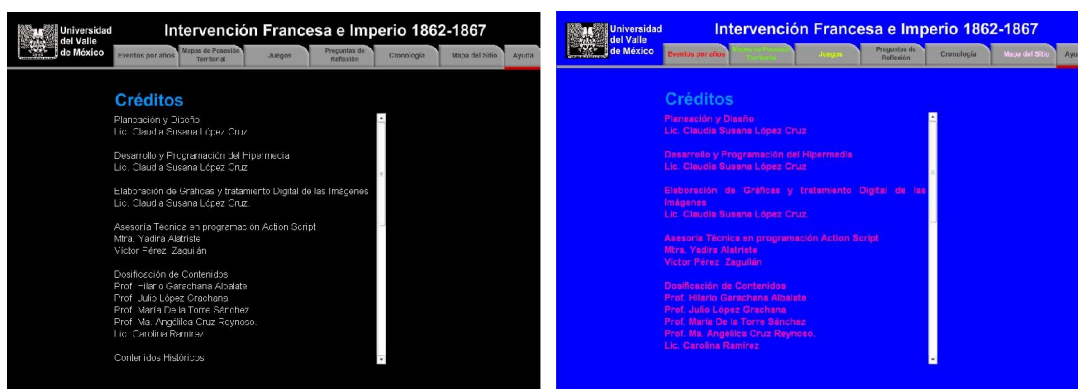 Universidad
del Valle
de México
Intervención Francesa e Imperio 1862-1867
Eventos por años
Mapas de Posesión
Territorial
Juegos
Preguntas de
Reflexión
Cronología
Mapa del Sitio
Ayuda
Créditos
Planeación y Diseño
Lic. Claudia Susana López Cruz
Desarrollo y Programación del Hipermedia
Lic. Claudia Susana López Cruz
Elaboración de Gráficas y tratamiento Digital de las Imágenes
Lic. Claudia Susana López Cruz.
Asesoría Técnica en programación Action Script
Mtra. Yadira Alatriste
Víctor Pérez Zaguilán
Dosificación de Contenidos
Prof. Hilario Garachana Albalate
Prof. Julio López Grachana
Prof. María De la Torre Sánchez
Prof. Ma. Angélica Cruz Reynoso.
Lic. Carolina Ramírez
Contenidos Históricos
Universidad
del Valle
de México
Intervención Francesa e Imperio 1862-1867
Eventos por años
Mapas de Posesión
Territorial
Juegos
Preguntas de
Reflexión
Cronología
Mapa del Sitio
Ayu
Créditos
Planeación y Diseño
Lic. Claudia Susana López Cruz
Desarrollo y Programación del Hipermedia
Lic. Claudia Susana López Cruz
Elaboración de Gráficas y tratamiento Digital de las
Imágenes
Lic. Claudia Susana López Cruz.
Asesoría Técnica en programación Action Script
Mtra. Yadira Alatriste
Víctor Pérez Zaguilán
Dosificación de Contenidos
Prof. Hilario Garachana Albalate
Prof. Julio López Grachana
Prof. María De la Torre Sánchez
Prof. Ma. Angélica Cruz Reynoso.
Lic. Carolina Ramírez